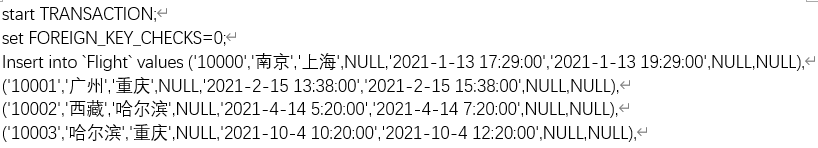 start TRANSACTION;
set FOREIGN_KEY_CHECKS=0;
Insert into `Flight` values ('10000','南京','上海',NULL,'2021-1-13 17:29:00','2021-1-13 19:29:00',NULL,NULL),
('10001','广州','重庆',NULL,'2021-2-15 13:38:00','2021-2-15 15:38:00',NULL,NULL),
('10002','西藏','哈尔滨',NULL,'2021-4-14 5:20:00','2021-4-14 7:20:00',NULL,NULL),
('10003','哈尔滨','重庆',NULL,'2021-10-4 10:20:00','2021-10-4 12:20:00',NULL,NULL),